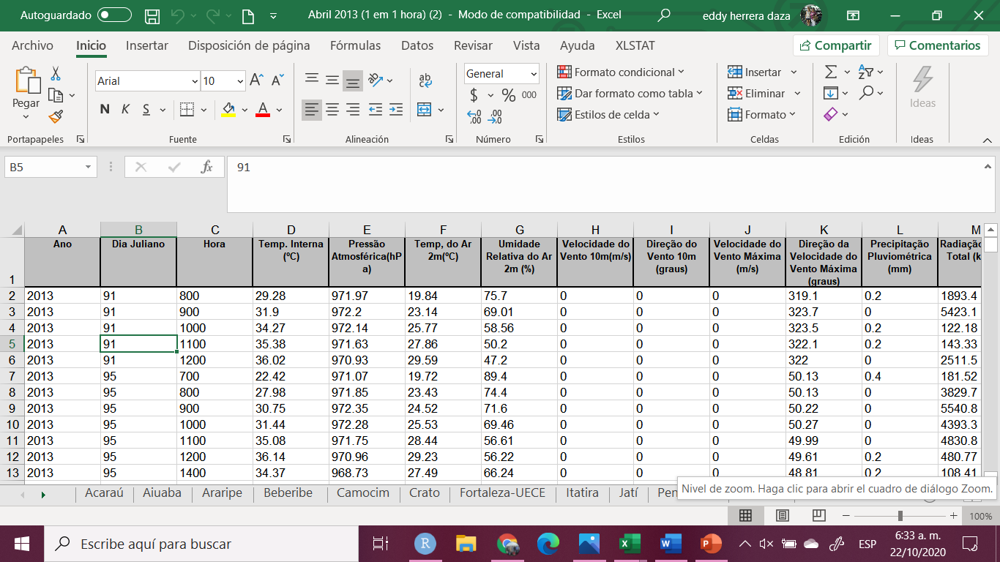 Autoguardado Abril 2013 (1 em 1 hora) (2) - Modo de compatibilidad - Excel eddy herrera daza
Archivo Inicio Insertar Disposición de página Fórmulas Datos Revisar Vista Ayuda XLSTAT Compartir Comentarios
Pegar
Arial 10
N K S
A A
A
ab
General
$ % 000
Formato condicional
Dar formato como tabla
Estilos de celda
Insertar
Eliminar
Formato
Ideas
Portapapeles Fuente Alineación Número Estilos Celdas Edición Ideas
B5 fx 91
A B C D E F G H I J K L M
1 Ano Dia Juliano Hora Temp. Interna (ºC) Pressão Atmosférica(hPa) Temp, do Ar 2m(ºC) Umidade Relativa do Ar 2m (%) Velocidade do Vento 10m(m/s) Direção do Vento 10m (graus) Velocidade do Vento Máxima (m/s) Direção da Velocidade do Vento Máxima (graus) Precipitação Pluviométrica (mm) Radiação Total (k
2 2013 91 800 29.28 971.97 19.84 75.7 0 0 0 319.1 0.2 1893.4
3 2013 91 900 31.9 972.2 23.14 69.01 0 0 0 323.7 0 5423.1
4 2013 91 1000 34.27 972.14 25.77 58.56 0 0 0 323.5 0.2 122.18
5 2013 91 1100 35.38 971.63 27.86 50.2 0 0 0 322.1 0.2 143.33
6 2013 91 1200 36.02 970.93 29.59 47.2 0 0 0 322 0 2511.5
7 2013 95 700 22.42 971.07 19.72 89.4 0 0 0 50.13 0.4 181.52
8 2013 95 800 27.98 971.85 23.43 74.4 0 0 0 50.13 0 3829.7
9 2013 95 900 30.75 972.35 24.52 71.6 0 0 0 50.22 0 5540.8
10 2013 95 1000 31.44 972.28 25.53 69.46 0 0 0 50.27 0 4393.3
11 2013 95 1100 35.08 971.75 28.44 56.61 0 0 0 49.99 0 4830.8
12 2013 95 1200 36.14 970.96 29.23 56.22 0 0 0 49.61 0.2 480.77
13 2013 95 1400 34.37 968.73 27.49 66.24 0 0 0 48.81 0.2 108.41
Acaraú Aiuaba Araripe Beberibe Camocim Crato Fortaleza-UECE Itatira Jatí Pen
Nivel de zoom. Haga clic para abrir el cuadro de diálogo Zoom.
100%
Escribe aquí para buscar
R X W P
ESP
6:33 a. m.
22/10/2020